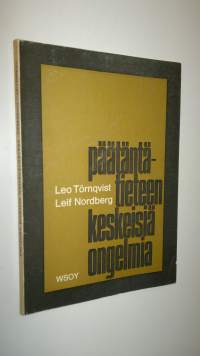 päätäntä-
Leo Törnqvist
tieteen
Leif Nordberg
keskeisiä
ongelmia
WSOY